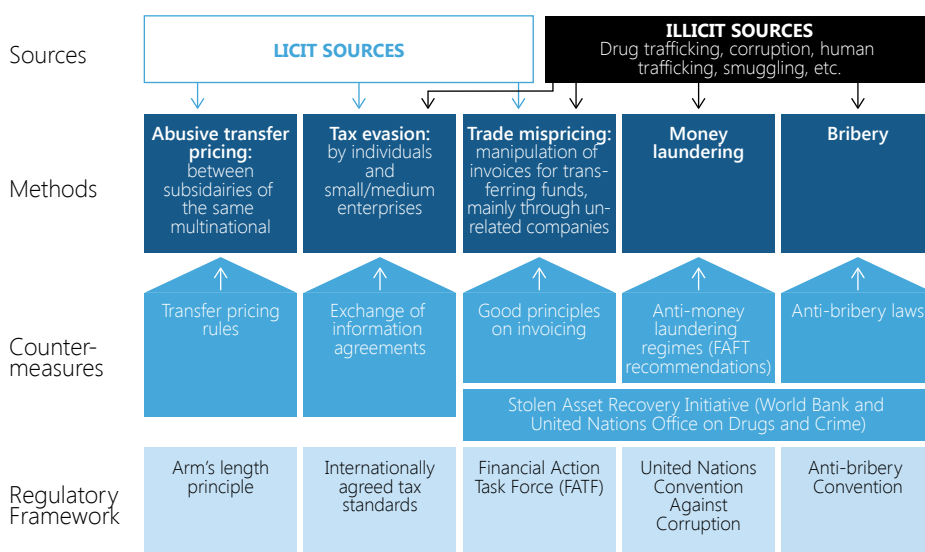 Sources
LICIT SOURCES
ILLICIT SOURCES
Drug trafficking, corruption, human
trafficking, smuggling, etc.
Methods
Abusive transfer
pricing:
between
subsidairies of
the same
multinational
Tax evasion:
by individuals
and
small/medium
enterprises
Trade mispricing:
manipulation of
invoices for trans-
ferring funds,
mainly through un-
related companies
Money
laundering
Bribery
Counter-
measures
Transfer pricing
rules
Exchange of
information
agreements
Good principles
on invoicing
Anti-money
laundering
regimes (FAFT
recommendations)
Anti-bribery laws
Stolen Asset Recovery Initiative (World Bank and
United Nations Office on Drugs and Crime)
Regulatory
Framework
Arm's length
principle
Internationally
agreed tax
standards
Financial Action
Task Force (FATF)
United Nations
Convention
Against
Corruption
Anti-bribery
Convention